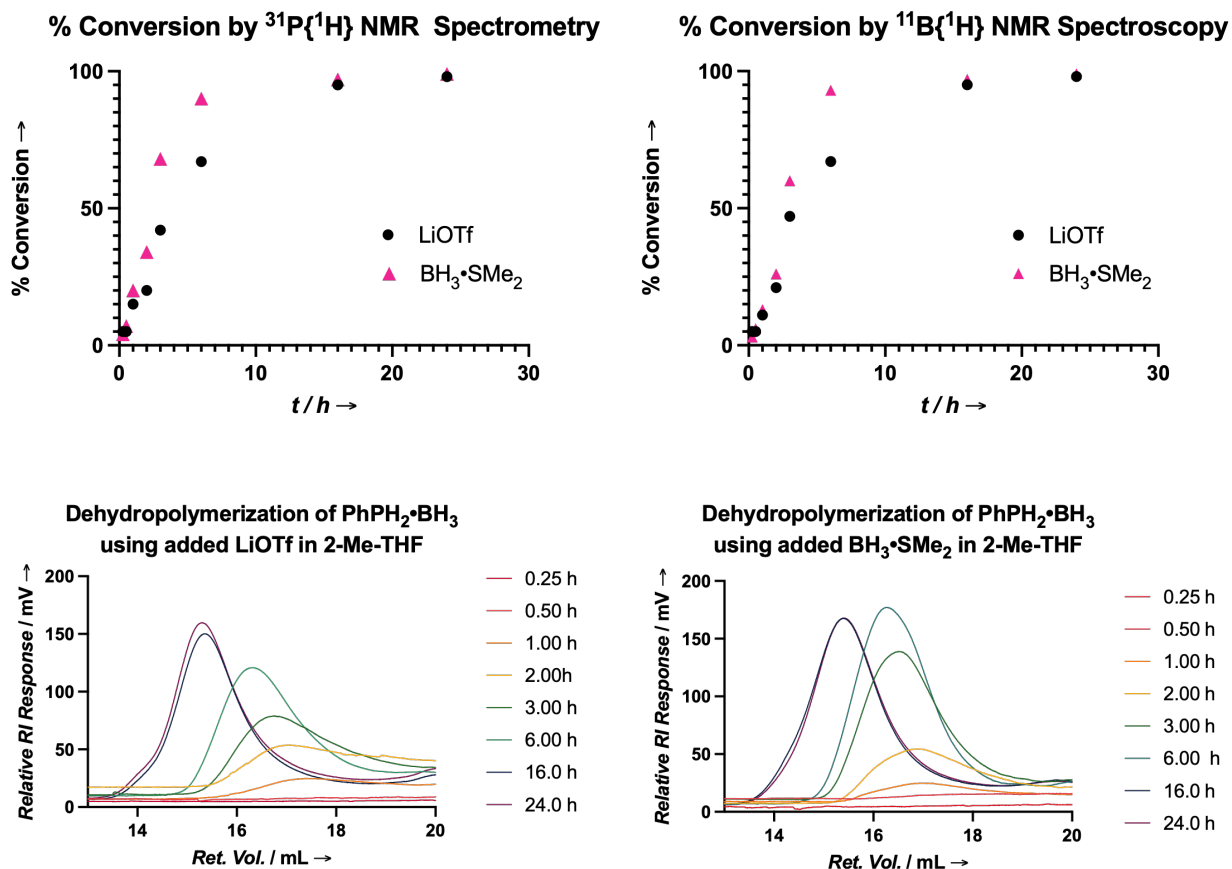 % Conversion by ³¹P{¹H} NMR Spectrometry
100
50
0
0
10
20
30
% Conversion →
t / h →
LiOTf
BH₃•SMe₂
% Conversion by ¹¹B{¹H} NMR Spectroscopy
100
50
0
0
10
20
30
% Conversion →
t / h →
LiOTf
BH₃•SMe₂
Dehydropolymerization of PhPH₂•BH₃
using added LiOTf in 2-Me-THF
200
150
100
50
0
14
16
18
20
Relative RI Response / mV →
Ret. Vol. / mL →
0.25 h
0.50 h
1.00 h
2.00h
3.00 h
6.00 h
16.0 h
24.0 h
Dehydropolymerization of PhPH₂•BH₃
using added BH₃•SMe₂ in 2-Me-THF
200
150
100
50
0
14
16
18
20
Relative RI Response / mV →
Ret. Vol. / mL →
0.25 h
0.50 h
1.00 h
2.00 h
3.00 h
6.00 h
16.0 h
24.0 h